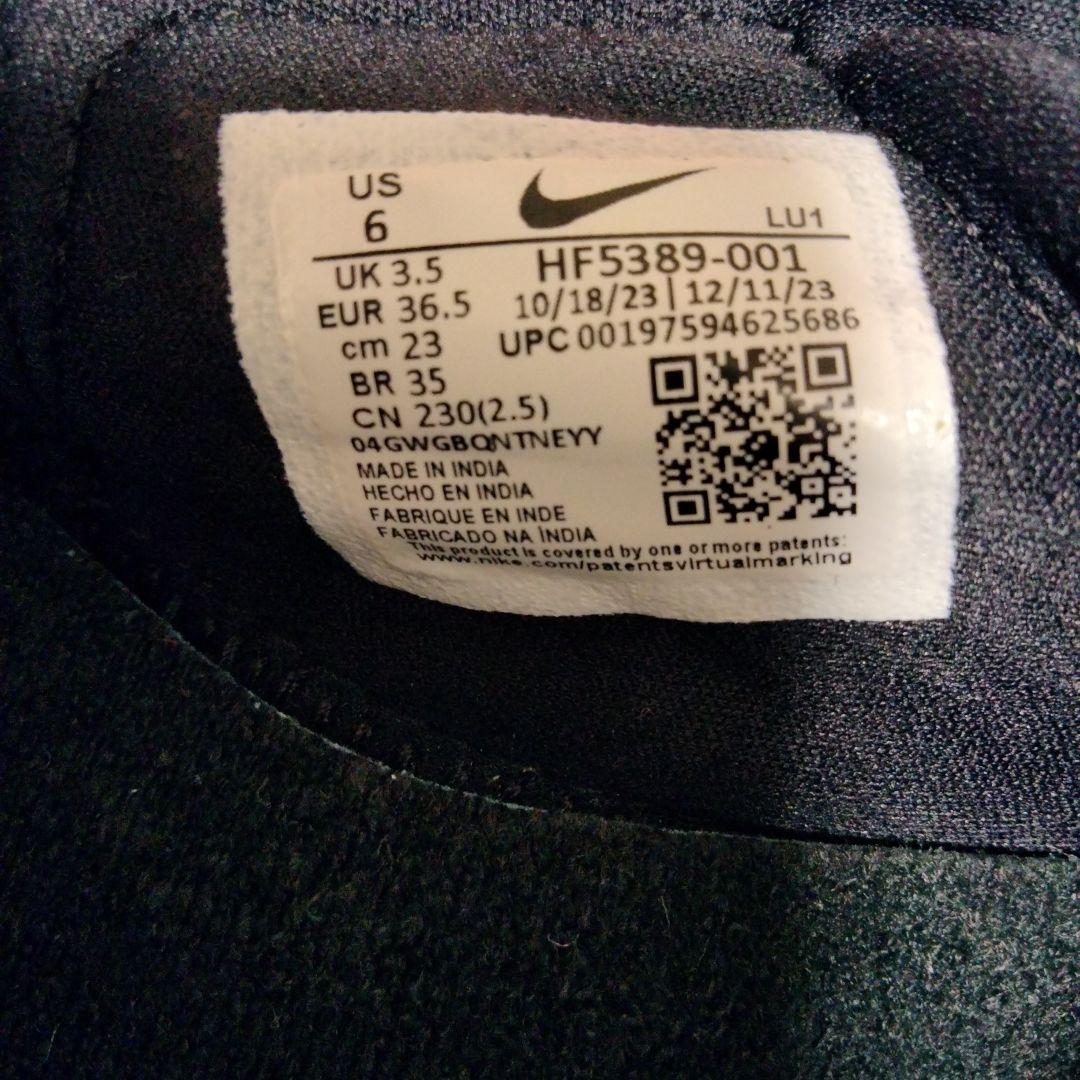 US
6
LU1
UK 3.5
HF5389-001
EUR 36.5
10/18/23 | 12/11/23
cm 23
UPC 00197594625686
BR 35
CN 230(2.5)
04GWGBQNTNEYY
MADE IN INDIA
HECHO EN INDIA
FABRIQUE EN INDE
FABRICADO NA ÍNDIA
This product is covered by one or more patents:
www.nike.com/patentsvirtualmarking